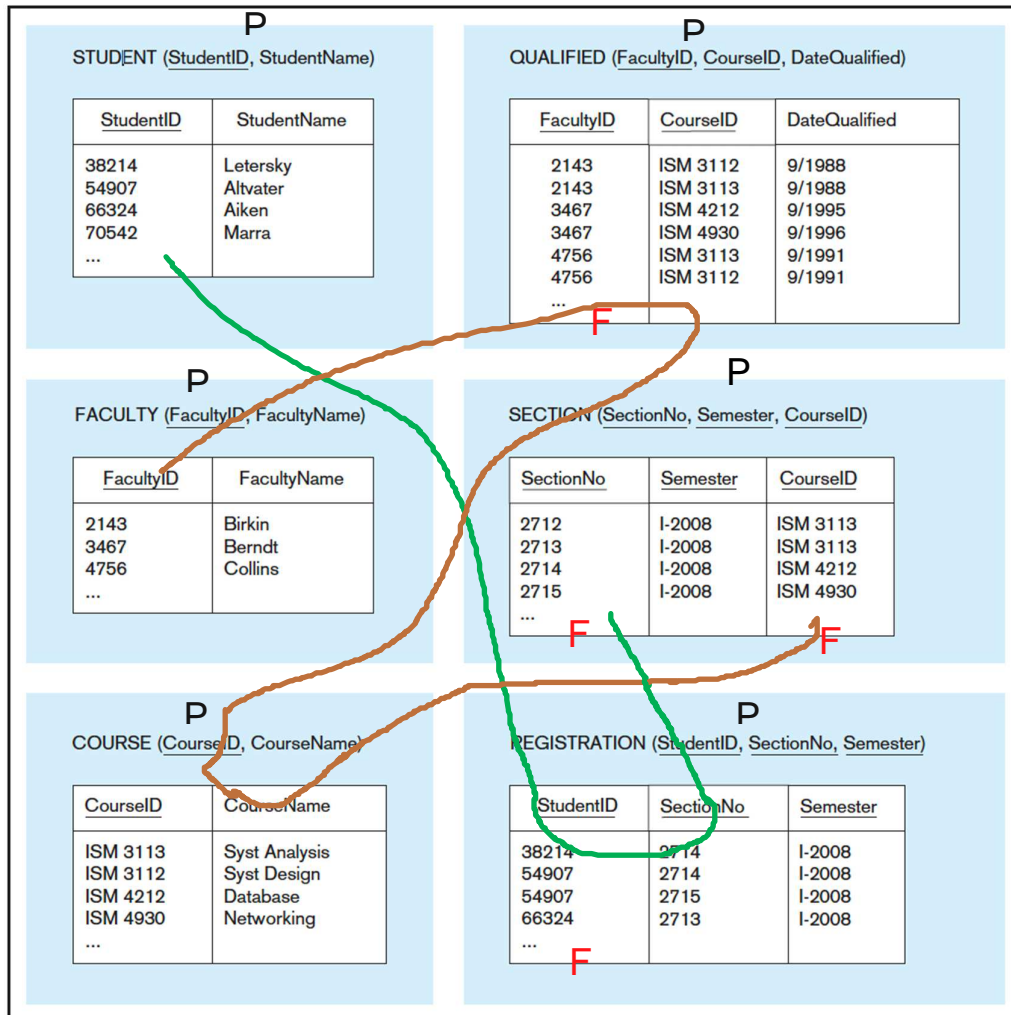 P
STUDENT (StudentID, StudentName)
StudentID StudentName
38214 Letersky
54907 Altvater
66324 Aiken
70542 Marra
...
P
QUALIFIED (FacultyID, CourseID, DateQualified)
FacultyID CourseID DateQualified
2143 ISM 3112 9/1988
2143 ISM 3113 9/1988
3467 ISM 4212 9/1995
3467 ISM 4930 9/1996
4756 ISM 3113 9/1991
4756 ISM 3112 9/1991
...
F
P
FACULTY (FacultyID, FacultyName)
FacultyID FacultyName
2143 Birkin
3467 Berndt
4756 Collins
...
P
SECTION (SectionNo, Semester, CourseID)
SectionNo Semester CourseID
2712 I-2008 ISM 3113
2713 I-2008 ISM 3113
2714 I-2008 ISM 4212
2715 I-2008 ISM 4930
...
F F
P
COURSE (CourseID, CourseName)
CourseID CourseName
ISM 3113 Syst Analysis
ISM 3112 Syst Design
ISM 4212 Database
ISM 4930 Networking
...
P
REGISTRATION (StudentID, SectionNo, Semester)
StudentID SectionNo Semester
38214 2714 I-2008
54907 2714 I-2008
54907 2715 I-2008
66324 2713 I-2008
...
F